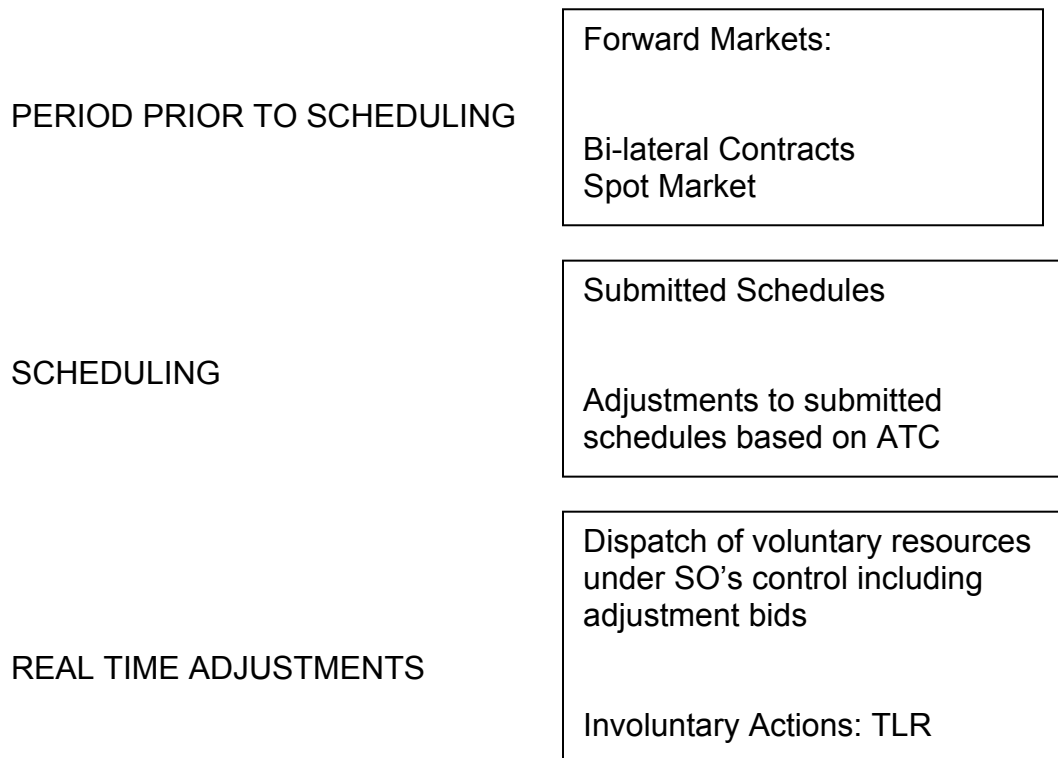 PERIOD PRIOR TO SCHEDULING
Forward Markets:
Bi-lateral Contracts
Spot Market
SCHEDULING
Submitted Schedules
Adjustments to submitted
schedules based on ATC
REAL TIME ADJUSTMENTS
Dispatch of voluntary resources
under SO’s control including
adjustment bids
Involuntary Actions: TLR